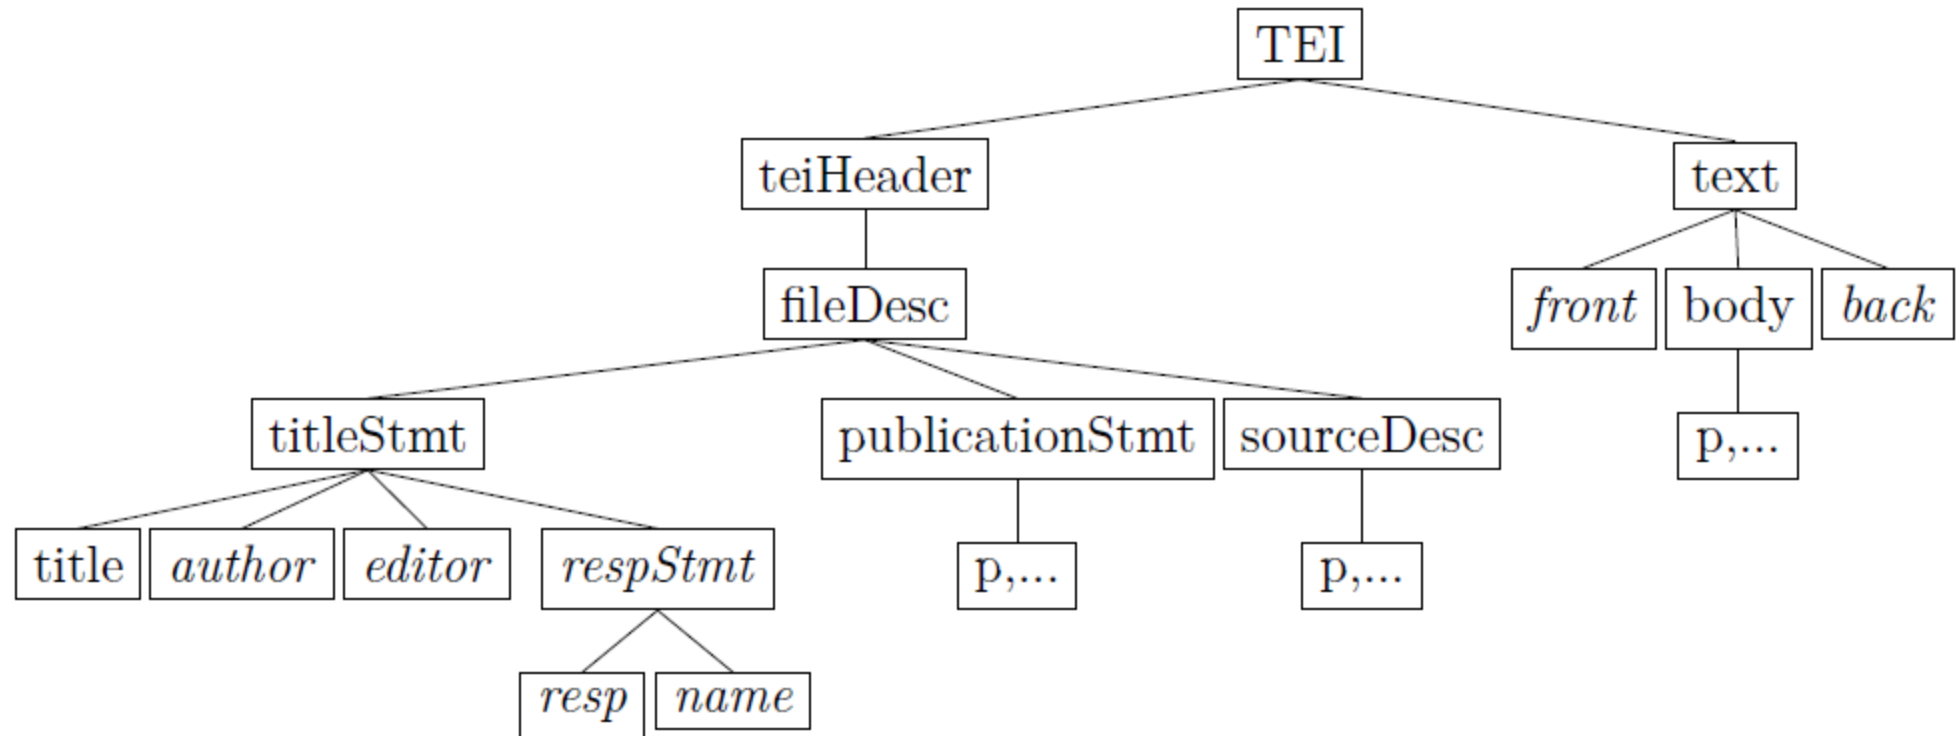 TEI
teiHeader
text
fileDesc
front
body
back
titleStmt
publicationStmt
sourceDesc
p,...
title
author
editor
respStmt
p,...
p,...
resp
name